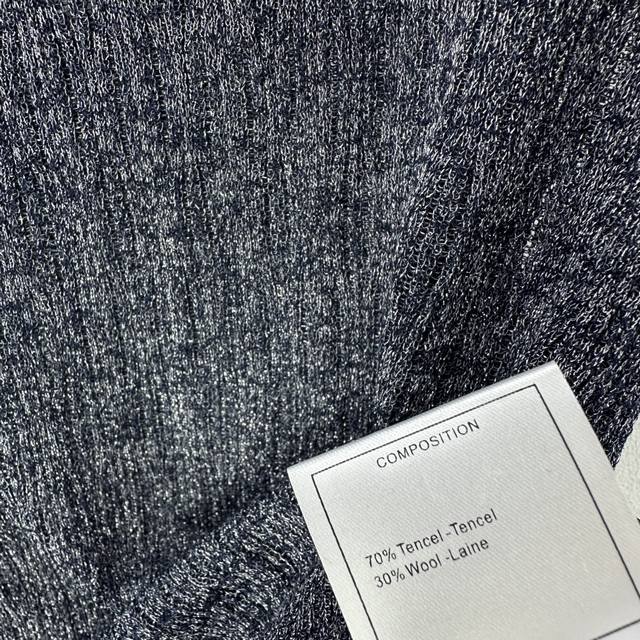 COMPOSITION
70% Tencel -Tencel
30% Wool -Laine